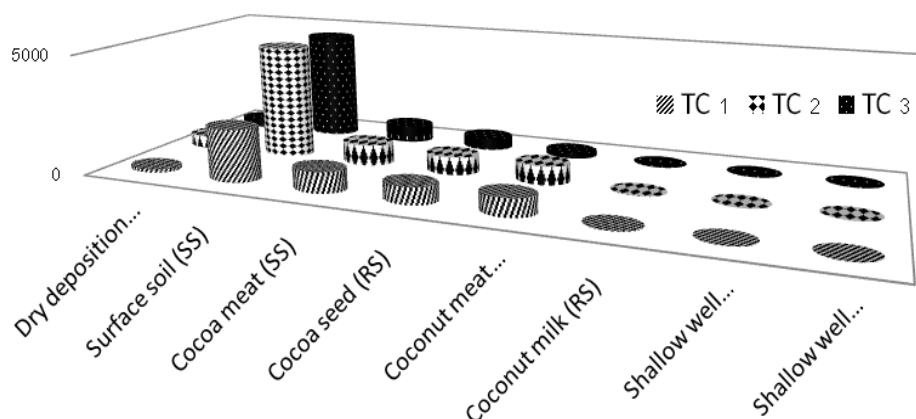 5000
TC 1 TC 2 TC 3
0
Dry deposition...
Surface soil (SS)
Cocoa meat (SS)
Cocoa seed (RS)
Coconut meat...
Coconut milk (RS)
Shallow well...
Shallow well...